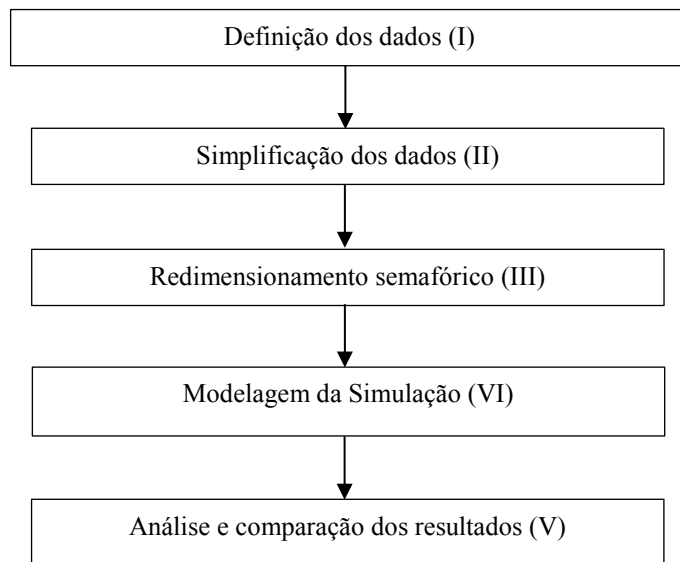 Definição dos dados (I)
Simplificação dos dados (II)
Redimensionamento semafórico (III)
Modelagem da Simulação (VI)
Análise e comparação dos resultados (V)